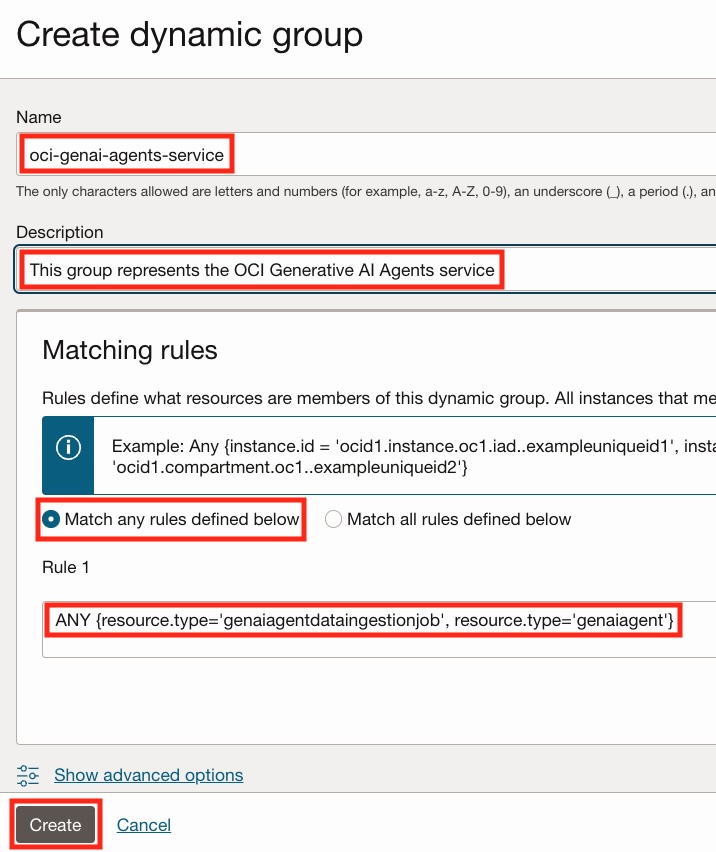 Create dynamic group
Name
oci-genai-agents-service
The only characters allowed are letters and numbers (for example, a-z, A-Z, 0-9), an underscore (_), a period (.), an
Description
This group represents the OCI Generative AI Agents service
Matching rules
Rules define what resources are members of this dynamic group. All instances that me
Example: Any {instance.id = 'ocid1.instance.oc1.iad..exampleuniqueid1', insta
'ocid1.compartment.oc1..exampleuniqueid2'}
Match any rules defined below Match all rules defined below
Rule 1
ANY {resource.type='genaiagentdataingestionjob', resource.type='genaiagent'}
Show advanced options
Create Cancel